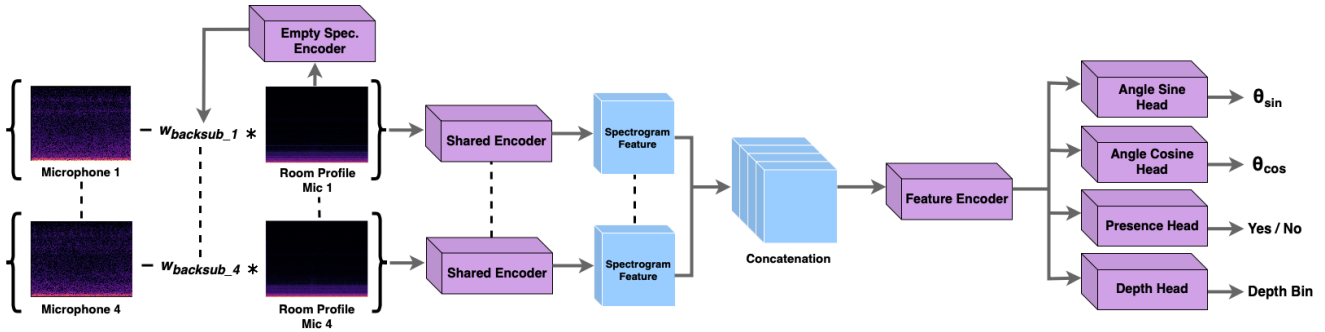 Empty Spec.
Encoder
Microphone 1
− w_backsub_1 *
Room Profile
Mic 1
Shared Encoder
Spectrogram
Feature
Microphone 4
− w_backsub_4 *
Room Profile
Mic 4
Shared Encoder
Spectrogram
Feature
Concatenation
Feature Encoder
Angle Sine
Head
θsin
Angle Cosine
Head
θcos
Presence Head
Yes / No
Depth Head
Depth Bin